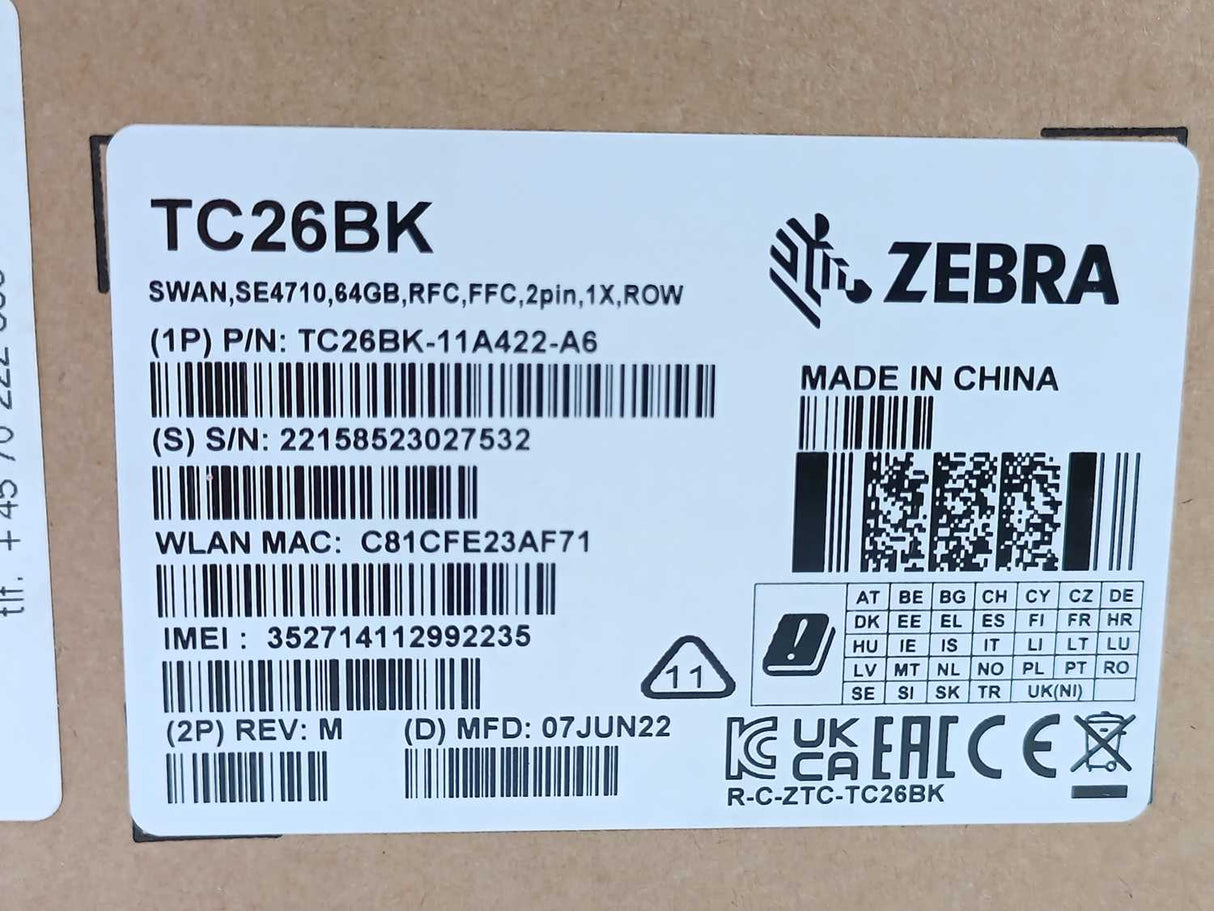 TC26BK
SWAN,SE4710,64GB,RFC,FFC,2pin,1X,ROW
(1P) P/N: TC26BK-11A422-A6
(S) S/N: 22158523027532
WLAN MAC: C81CFE23AF71
IMEI : 352714112992235
(2P) REV: M (D) MFD: 07JUN22
ZEBRA
MADE IN CHINA
AT BE BG CH CY CZ DE
DK EE EL ES FI FR HR
HU IE IS IT LI LT LU
LV MT NL NO PL PT RO
SE SI SK TR UK(NI)
11
KC UK CA EAC CE
R-C-ZTC-TC26BK
tlf. +45 70 222